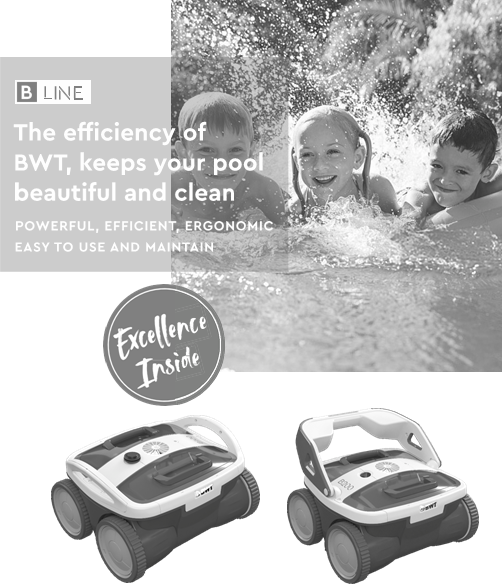 B LINE
The efficiency of
BWT, keeps your pool
beautiful and clean
POWERFUL, EFFICIENT, ERGONOMIC
EASY TO USE AND MAINTAIN
Excellence
Inside
BWT
B200
BWT